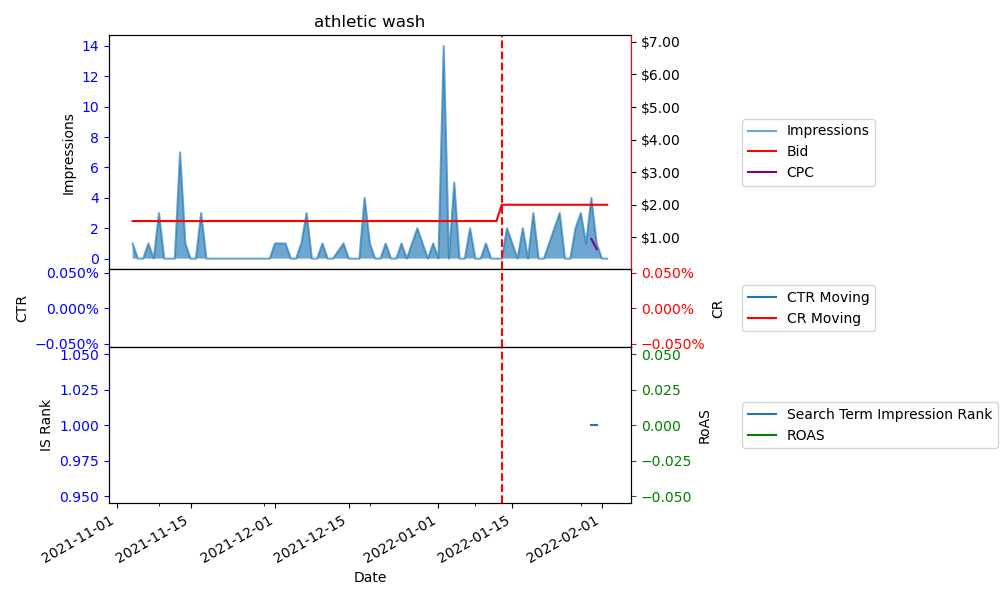 athletic wash
14
12
10
8
6
4
2
0
Impressions
$7.00
$6.00
$5.00
$4.00
$3.00
$2.00
$1.00
Impressions
Bid
CPC
0.050%
0.000%
−0.050%
CTR
0.050%
0.000%
−0.050%
CR
CTR Moving
CR Moving
1.050
1.025
1.000
0.975
0.950
IS Rank
0.050
0.025
0.000
−0.025
−0.050
RoAS
Search Term Impression Rank
ROAS
2021-11-01
2021-11-15
2021-12-01
2021-12-15
2022-01-01
2022-01-15
2022-02-01
Date